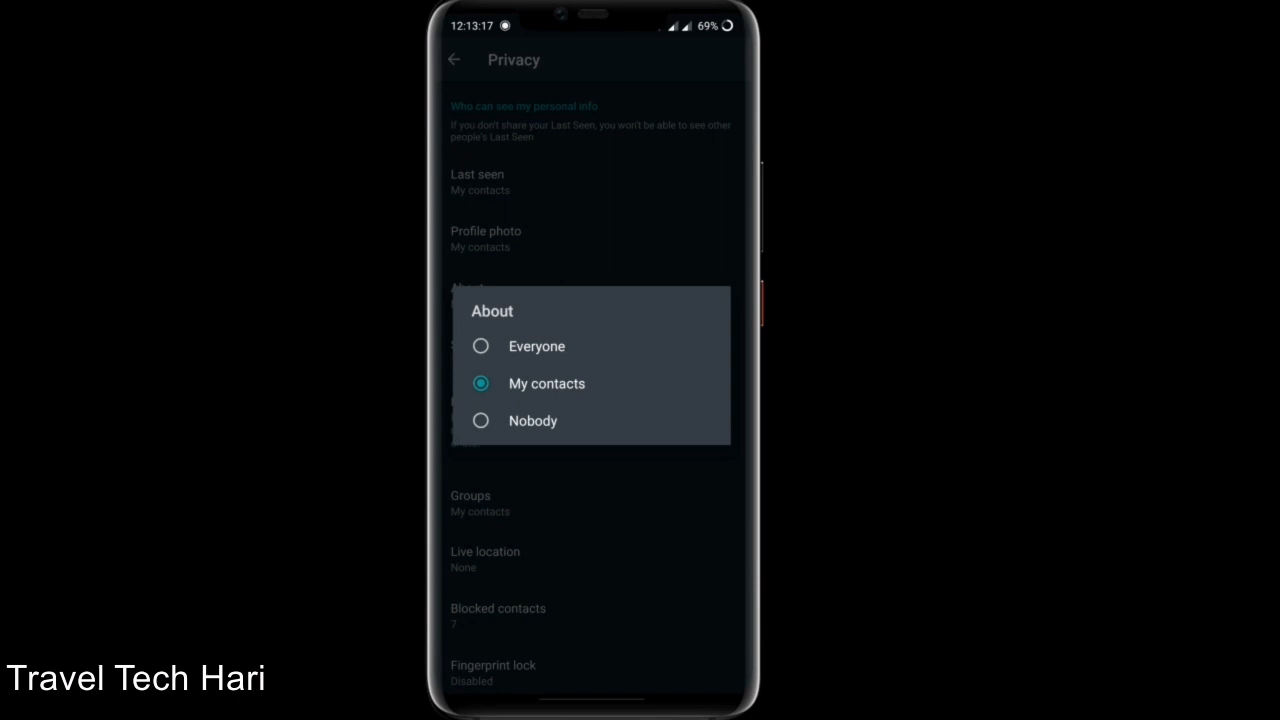 12:13:17
69%
Privacy
Who can see my personal info
If you don't share your Last Seen, you won't be able to see other
people's Last Seen
Last seen
My contacts
Profile photo
My contacts
About
Everyone
My contacts
Nobody
Groups
My contacts
Live location
None
Blocked contacts
7
Fingerprint lock
Disabled
Travel Tech Hari